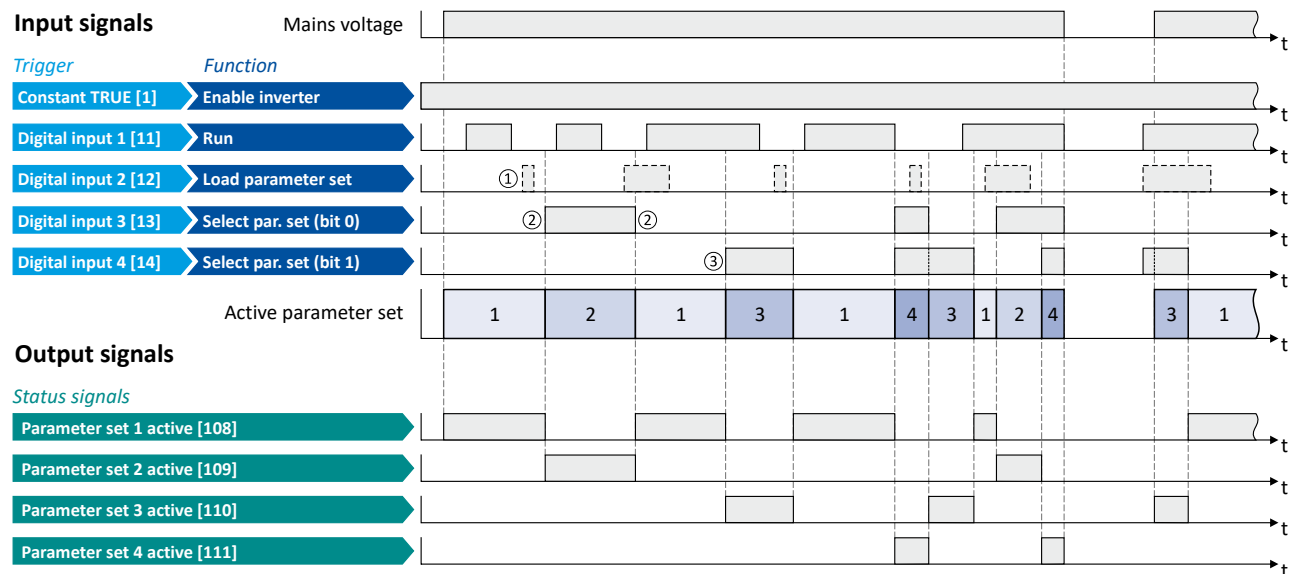 Input signals
Mains voltage
t
Trigger Function
Constant TRUE [1] Enable inverter
t
Digital input 1 [11] Run
t
Digital input 2 [12] Load parameter set ①
t
Digital input 3 [13] Select par. set (bit 0) ② ②
t
Digital input 4 [14] Select par. set (bit 1) ③
t
Active parameter set 1 2 1 3 1 4 3 1 2 4 3 1
t
Output signals
Status signals
Parameter set 1 active [108]
t
Parameter set 2 active [109]
t
Parameter set 3 active [110]
t
Parameter set 4 active [111]
t